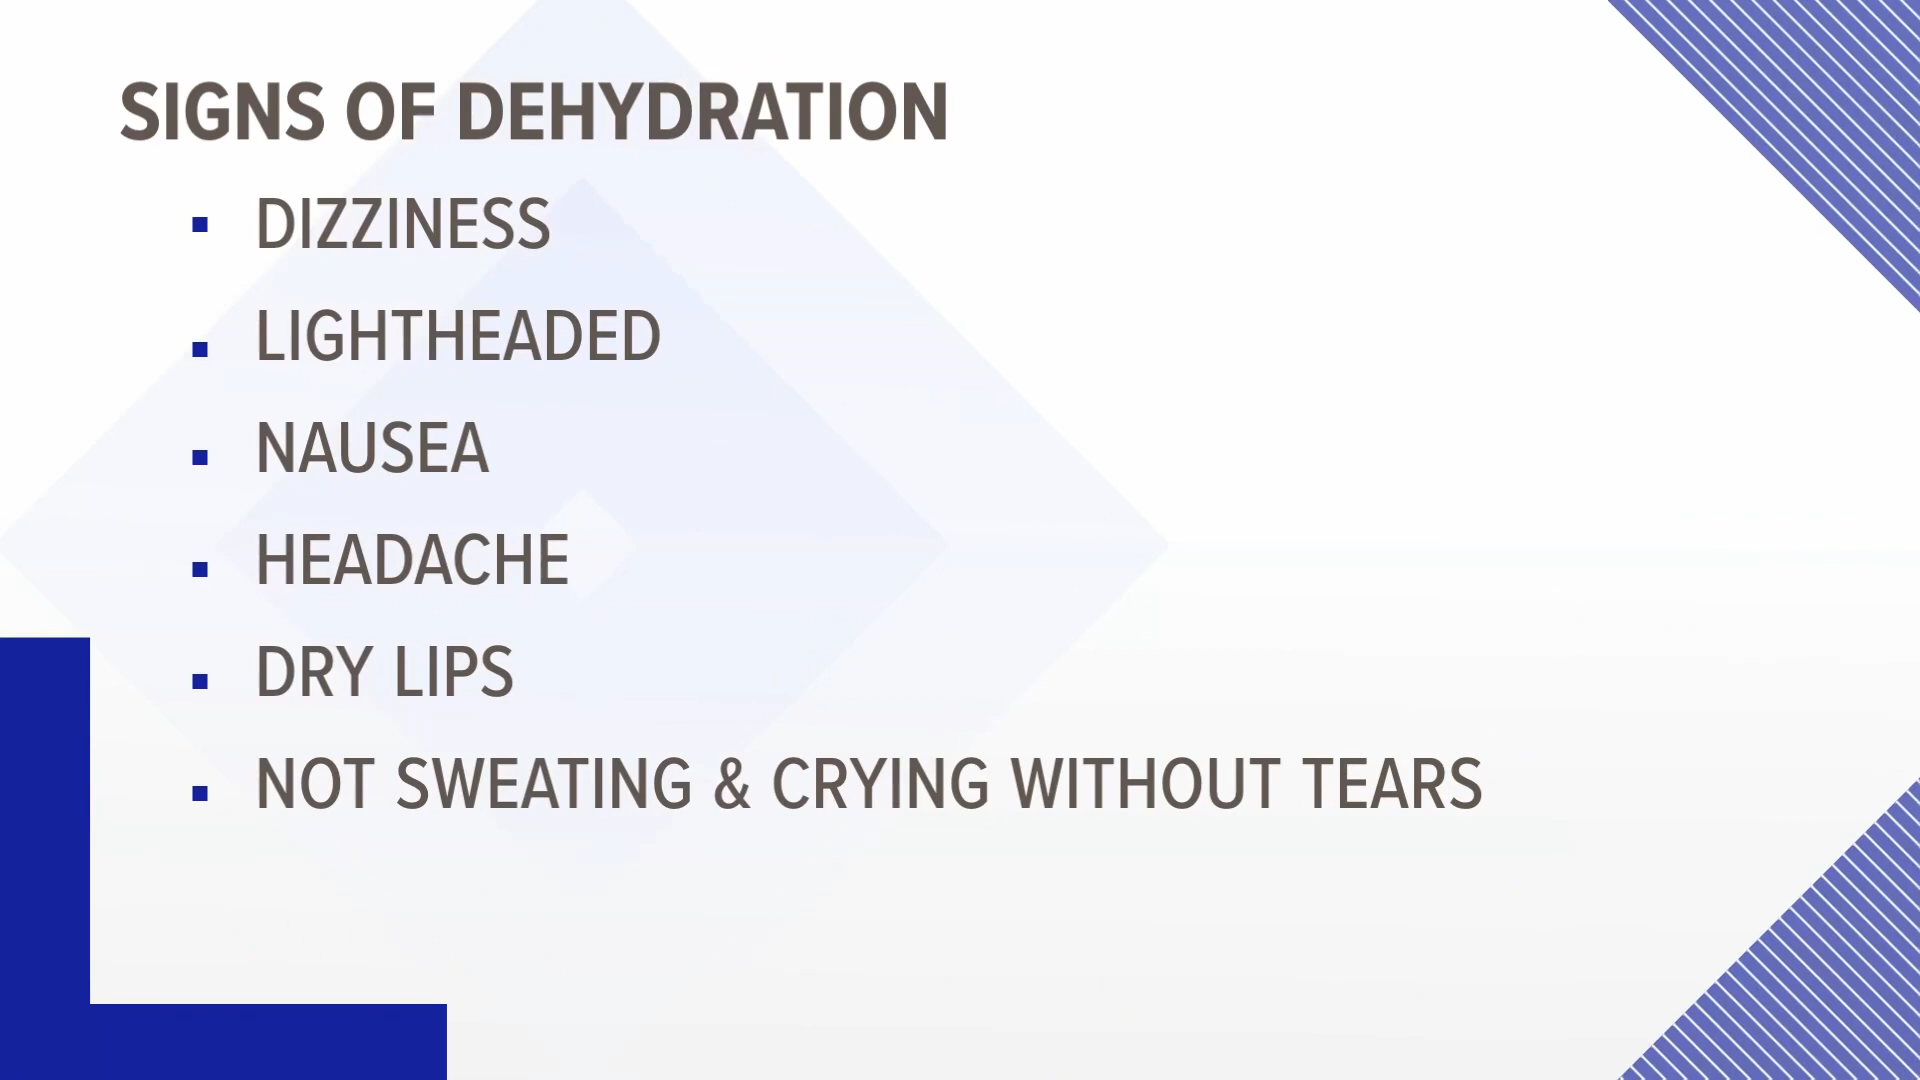 SIGNS OF DEHYDRATION
DIZZINESS
LIGHTHEADED
NAUSEA
HEADACHE
DRY LIPS
NOT SWEATING & CRYING WITHOUT TEARS